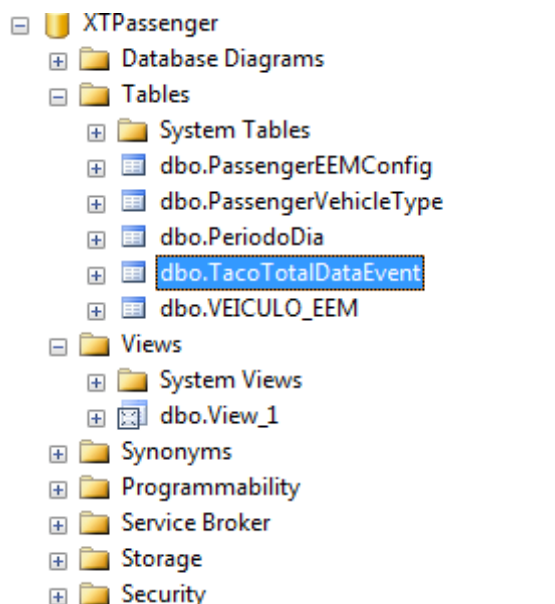 XTPassenger
Database Diagrams
Tables
System Tables
dbo.PassengerEEMConfig
dbo.PassengerVehicleType
dbo.PeriodoDia
dbo.TacoTotalDataEvent
dbo.VEICULO_EEM
Views
System Views
dbo.View_1
Synonyms
Programmability
Service Broker
Storage
Security